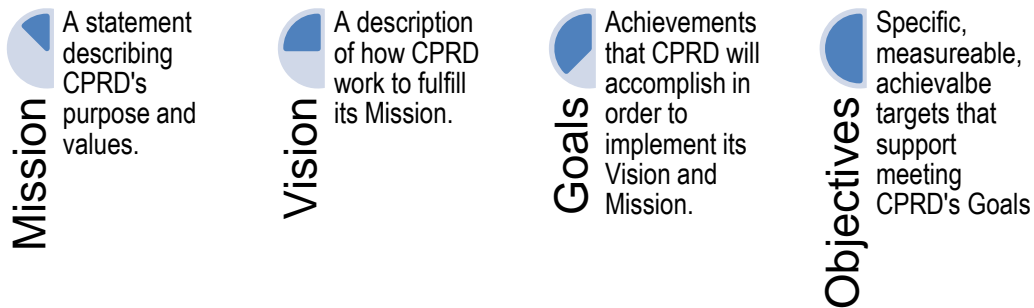 Mission
A statement
describing
CPRD's
purpose and
values.
Vision
A description
of how CPRD
work to fulfill
its Mission.
Goals
Achievements
that CPRD will
accomplish in
order to
implement its
Vision and
Mission.
Objectives
Specific,
measureable,
achievalbe
targets that
support
meeting
CPRD's Goals